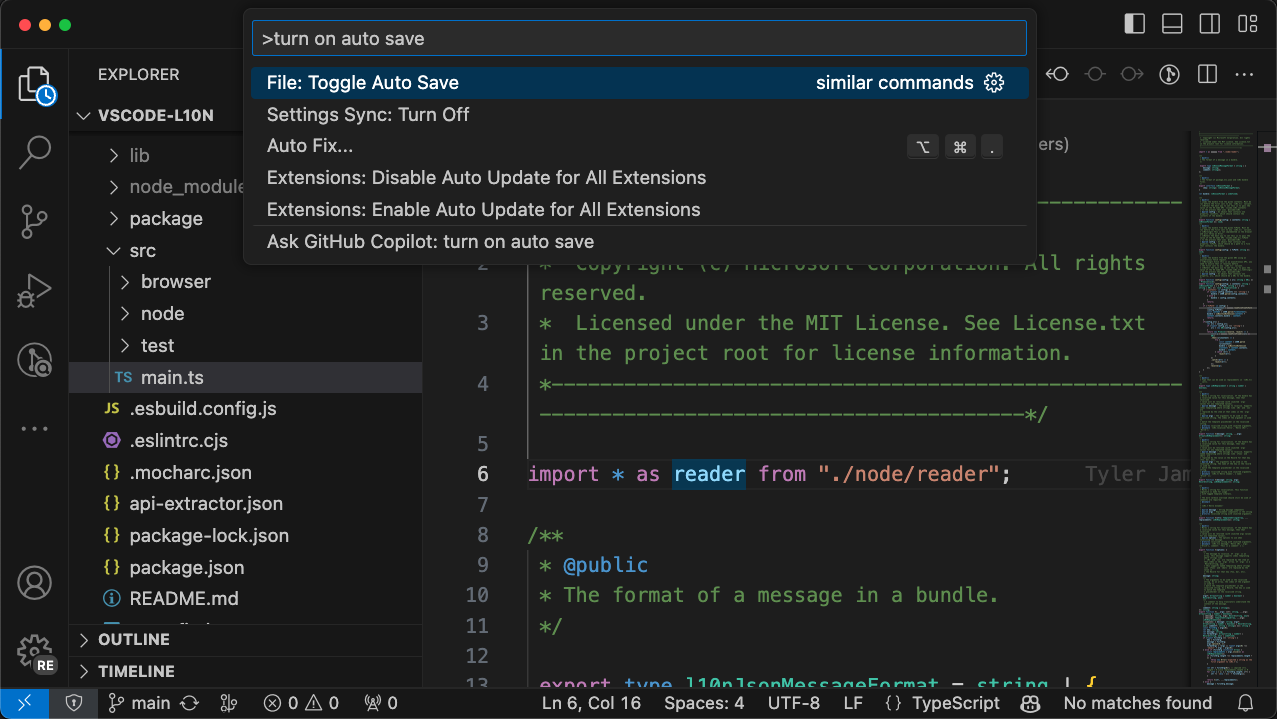 >turn on auto save
File: Toggle Auto Save
similar commands
Settings Sync: Turn Off
Auto Fix...
⌥ ⌘ .
Extensions: Disable Auto Update for All Extensions
Extensions: Enable Auto Update for All Extensions
Ask GitHub Copilot: turn on auto save
EXPLORER
VSCODE-L10N
lib
node_module
package
src
browser
node
test
TS main.ts
JS .esbuild.config.js
.eslintrc.cjs
{} .mocharc.json
{} api-extractor.json
{} package-lock.json
{} package.json
README.md
OUTLINE
TIMELINE
RE
ers)
2 * Copyright (c) Microsoft Corporation. All rights
reserved.
3 * Licensed under the MIT License. See License.txt
in the project root for license information.
4 *-----------------------------------------------------
-----------------------------------------*/
5
6 import * as reader from "./node/reader"; Tyler Jam
7
8 /**
9 * @public
10 * The format of a message in a bundle.
11 */
12
13 export type l10nJsonMessageFormat = string | {
main
0 0
0
Ln 6, Col 16
Spaces: 4
UTF-8
LF
{} TypeScript
No matches found